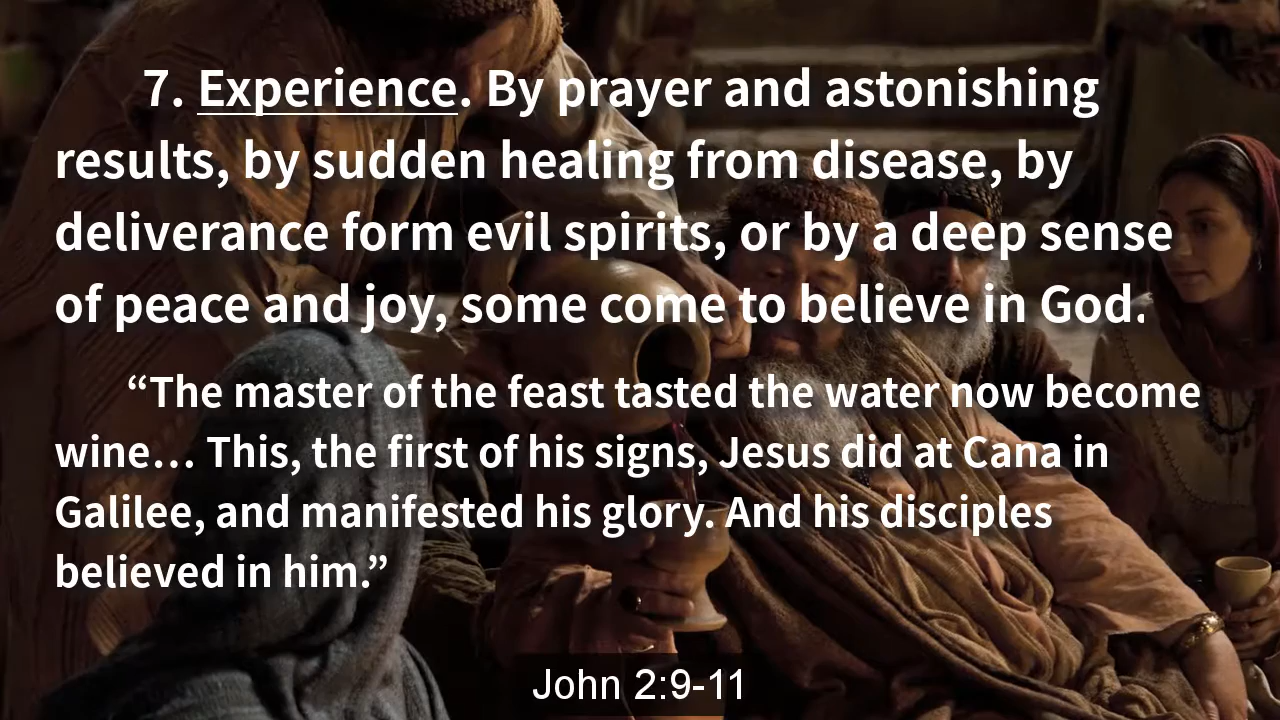 7. Experience. By prayer and astonishing
results, by sudden healing from disease, by
deliverance form evil spirits, or by a deep sense
of peace and joy, some come to believe in God.
“The master of the feast tasted the water now become
wine… This, the first of his signs, Jesus did at Cana in
Galilee, and manifested his glory. And his disciples
believed in him.”
John 2:9-11